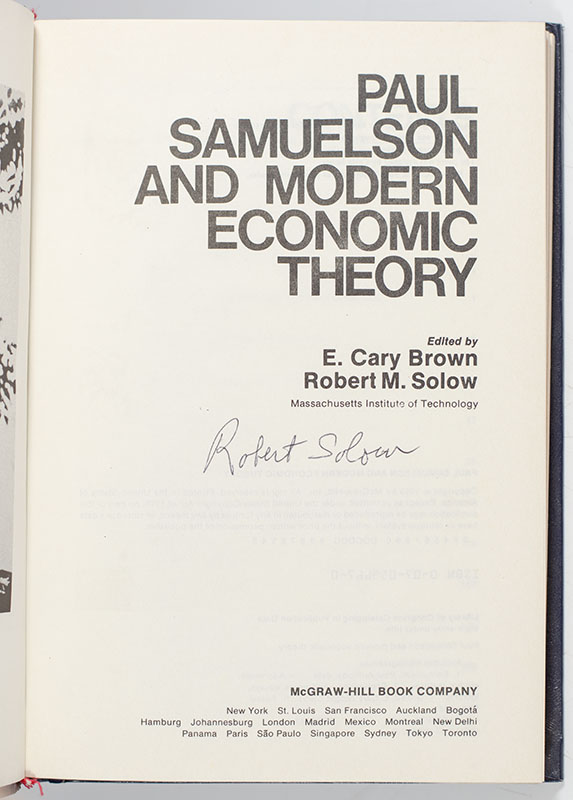 PAUL
SAMUELSON
AND MODERN
ECONOMIC
THEORY
Edited by
E. Cary Brown
Robert M. Solow
Massachusetts Institute of Technology
Robert Solow
McGRAW-HILL BOOK COMPANY
New York St. Louis San Francisco Auckland Bogotá
Hamburg Johannesburg London Madrid Mexico Montreal New Delhi
Panama Paris São Paulo Singapore Sydney Tokyo Toronto